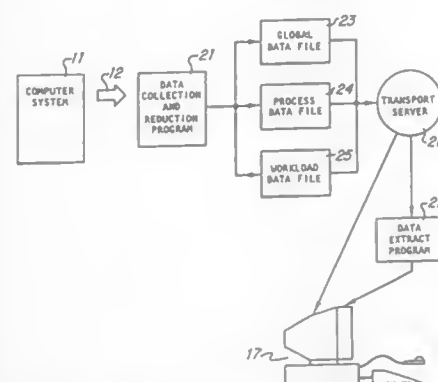 11
COMPUTER
SYSTEM
12
21
DATA
COLLECTION
AND
REDUCTION
PROGRAM
23
GLOBAL
DATA FILE
24
PROCESS
DATA FILE
25
WORKLOAD
DATA FILE
TRANSPORT
SERVER
DATA
EXTRACT
PROGRAM
17